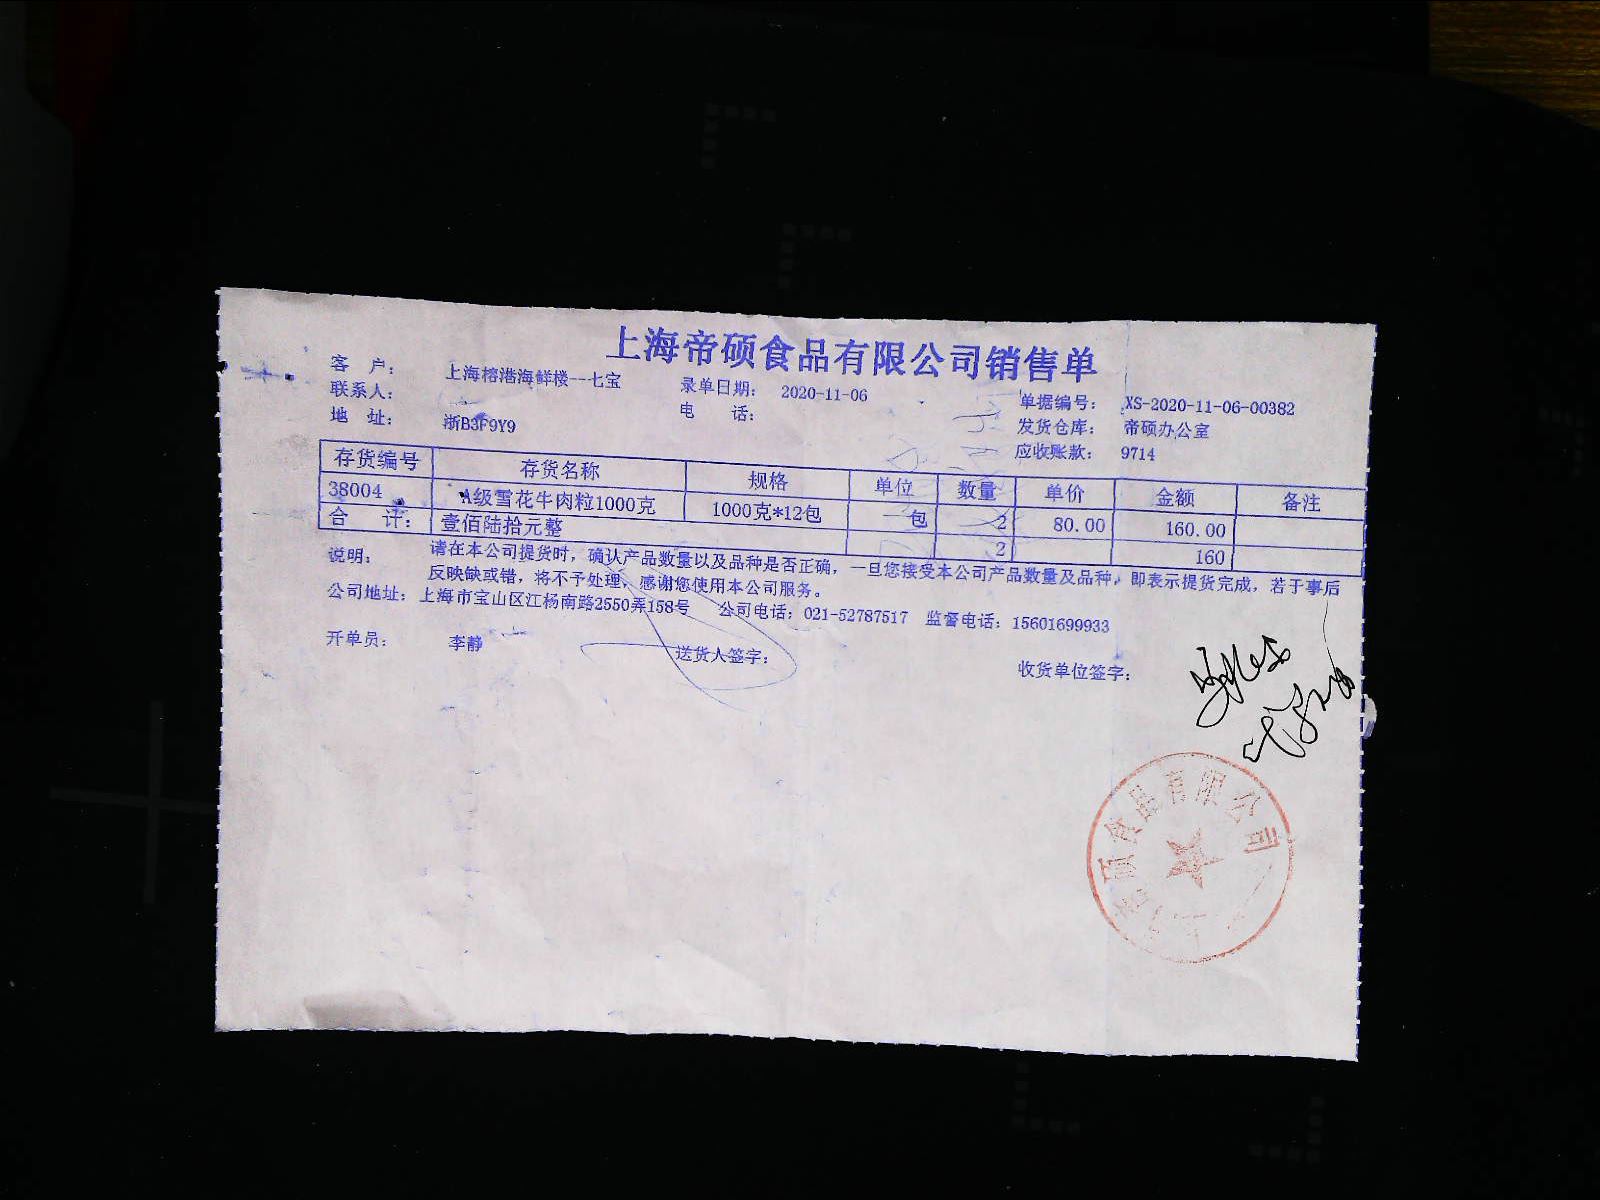 上海帝硕食品有限公司销售单
客 户： 上海榕港海鲜楼--七宝 录单日期： 2020-11-06 单据编号： XS-2020-11-06-00382
联系人： 电 话： 发货仓库： 帝硕办公室
地 址： 浙B3F9Y9 应收账款： 9714
存货编号 存货名称 规格 单位 数量 单价 金额 备注
38004 A级雪花牛肉粒1000克 1000克*12包 包 2 80.00 160.00
合 计： 壹佰陆拾元整 2 160
说明： 请在本公司提货时，确认产品数量以及品种是否正确，一旦您接受本公司产品数量及品种，即表示提货完成，若于事后
反映缺或错，将不予处理，感谢您使用本公司服务。
公司地址：上海市宝山区江杨南路2550弄158号 公司电话：021-52787517 监督电话：15601699933
开单员： 李静 送货人签字： 收货单位签字：
帝硕食品有限公司